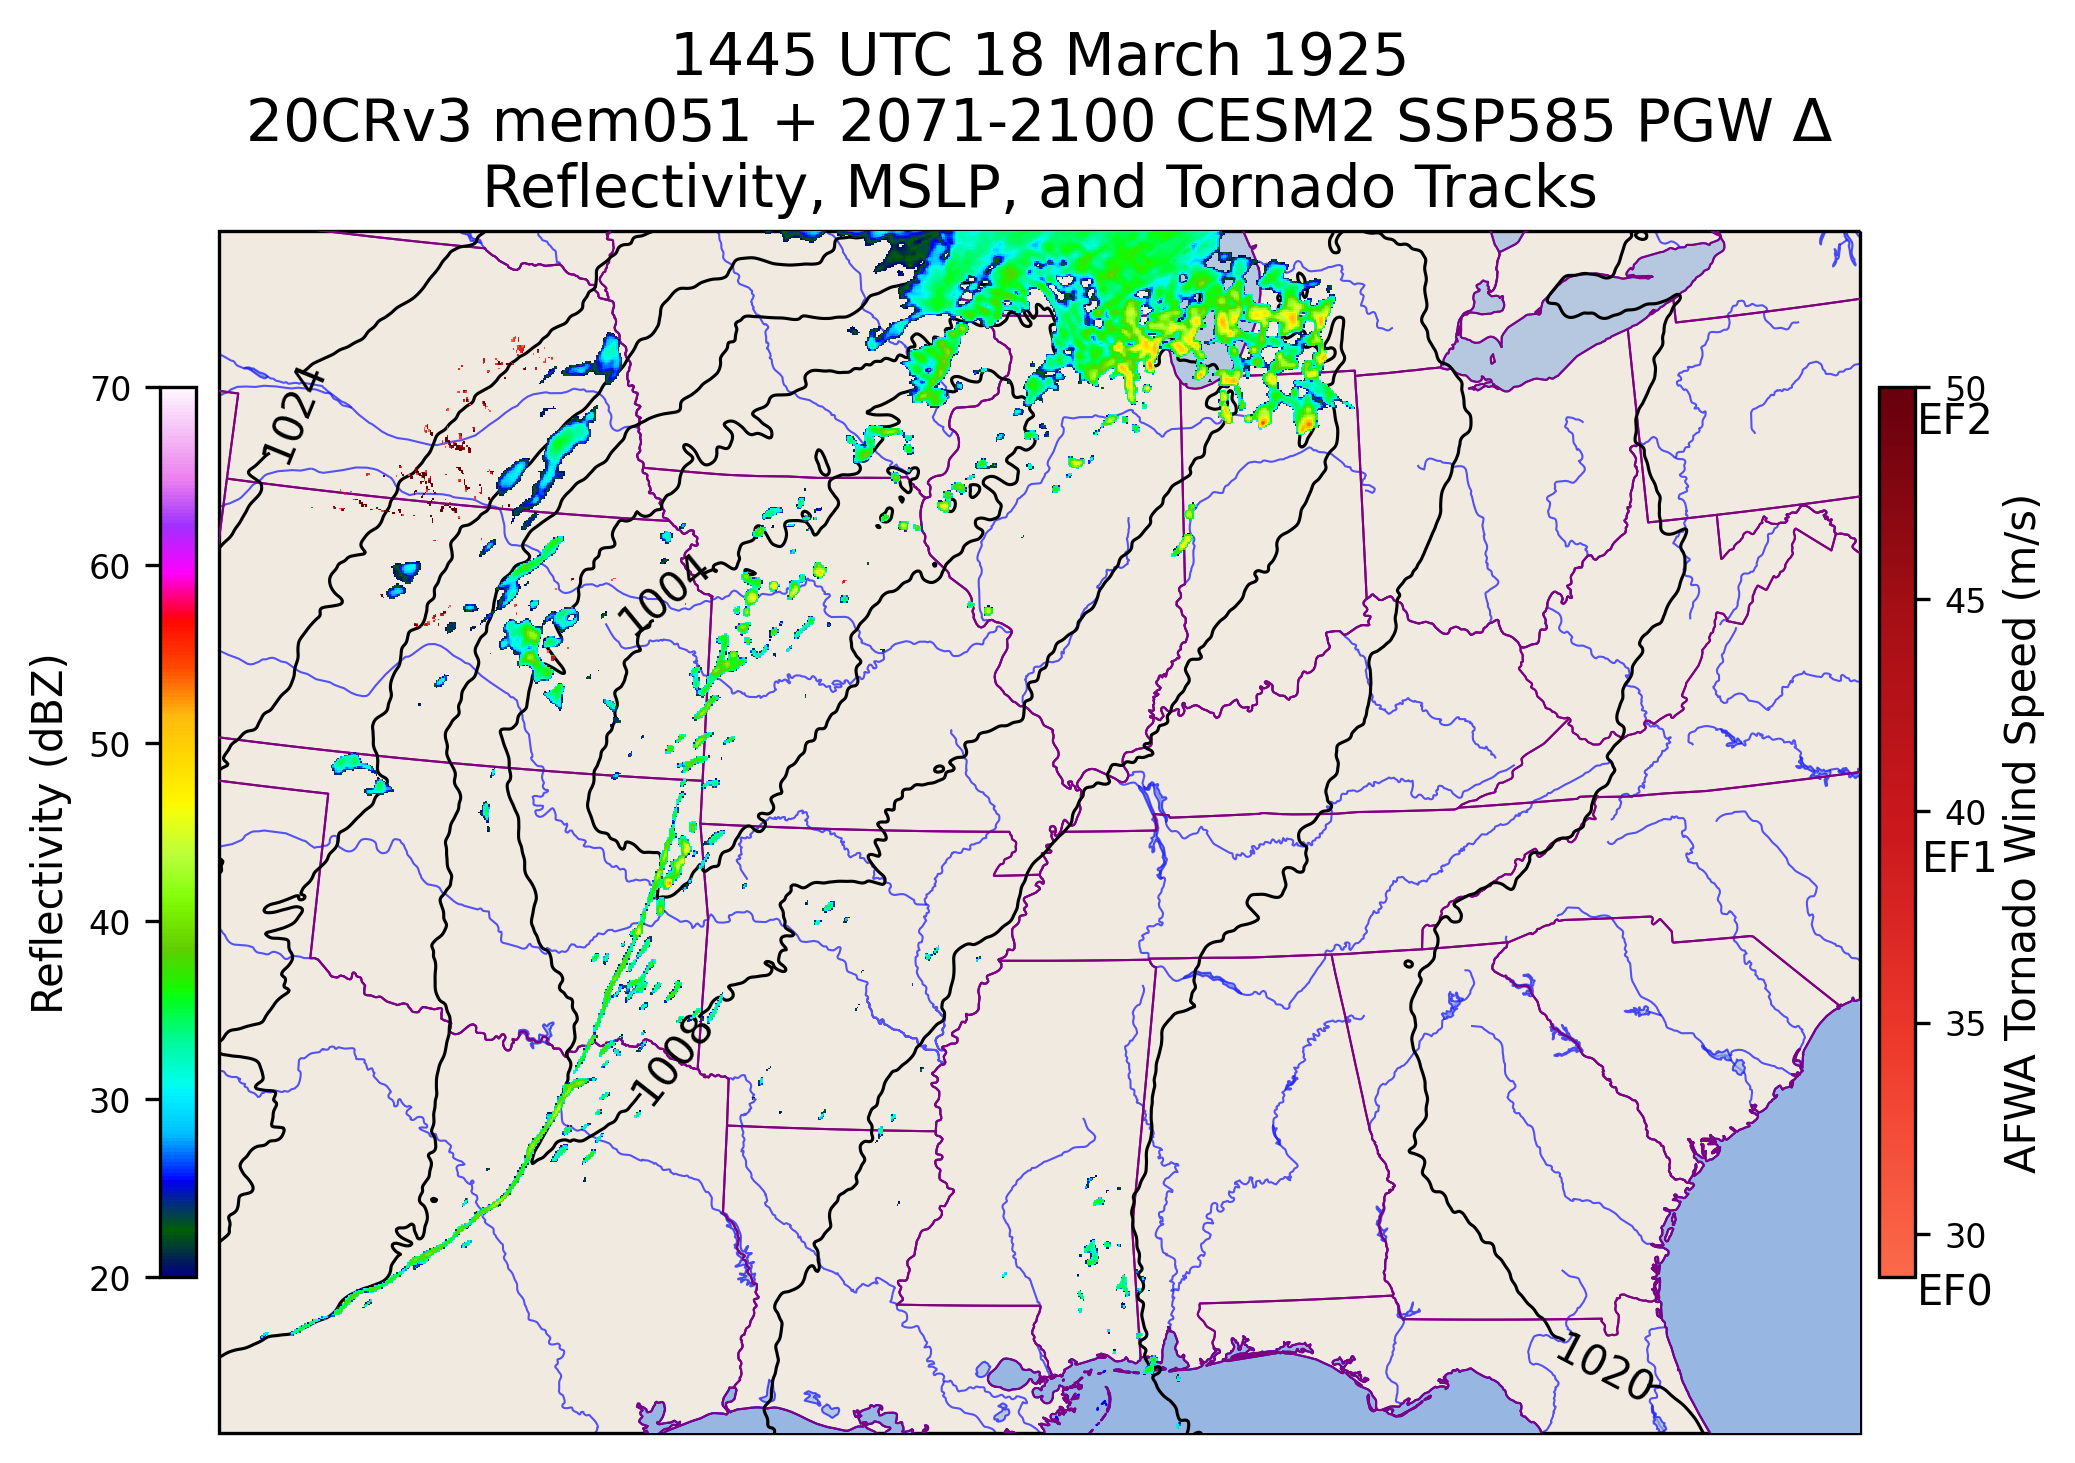 1445 UTC 18 March 1925
20CRv3 mem051 + 2071-2100 CESM2 SSP585 PGW Δ
Reflectivity, MSLP, and Tornado Tracks
Reflectivity (dBZ)
70
60
50
40
30
20
1024
1004
1008
1020
50
EF2
45
40
EF1
35
30
EF0
AFWA Tornado Wind Speed (m/s)